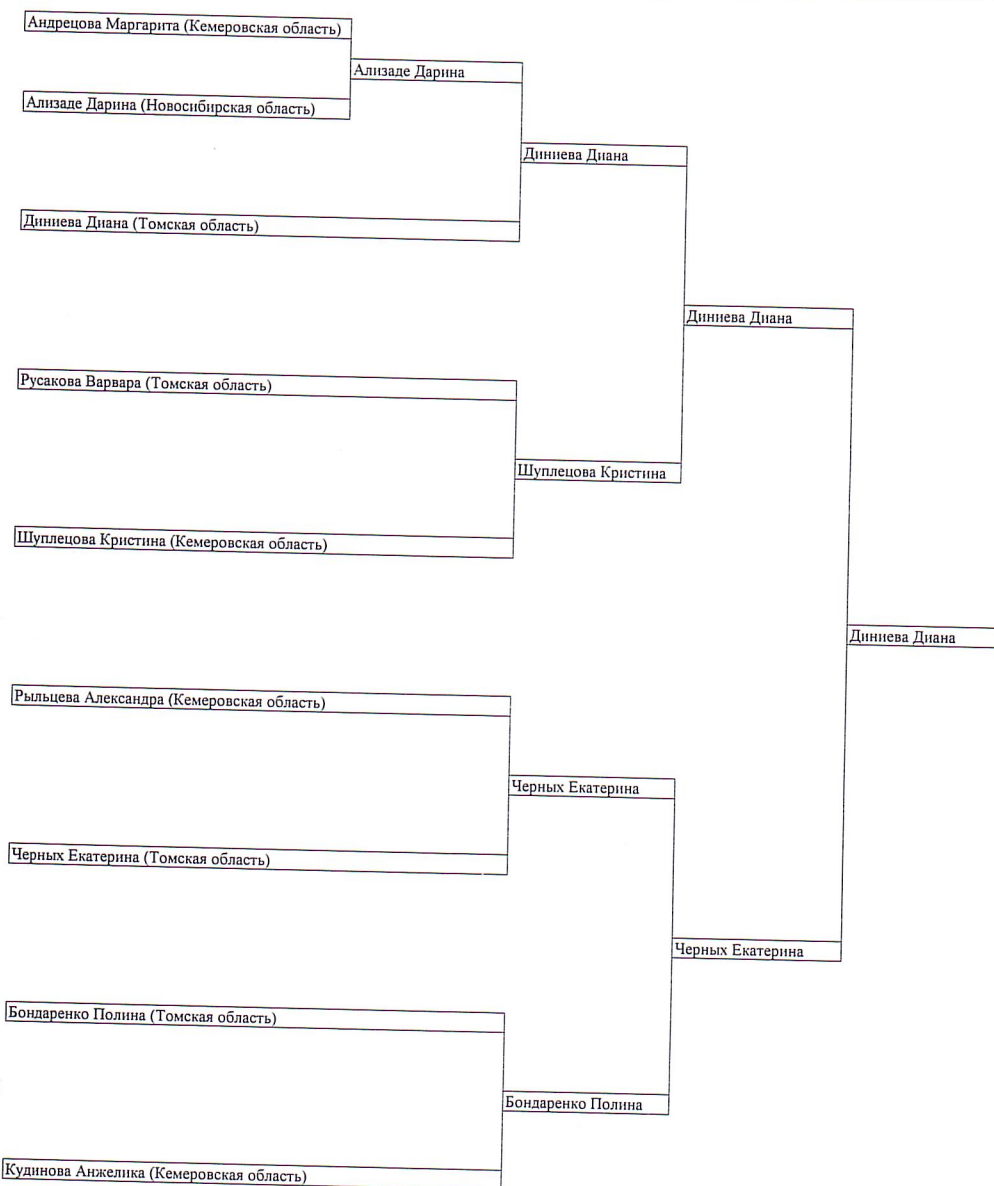 Андрецова Маргарита (Кемеровская область)
Ализаде Дарина
Ализаде Дарина (Новосибирская область)
Диниева Диана
Диниева Диана (Томская область)
Диниева Диана
Русакова Варвара (Томская область)
Шуплецова Кристина
Шуплецова Кристина (Кемеровская область)
Диниева Диана
Рыльцева Александра (Кемеровская область)
Черных Екатерина
Черных Екатерина (Томская область)
Черных Екатерина
Бондаренко Полина (Томская область)
Бондаренко Полина
Кудинова Анжелика (Кемеровская область)